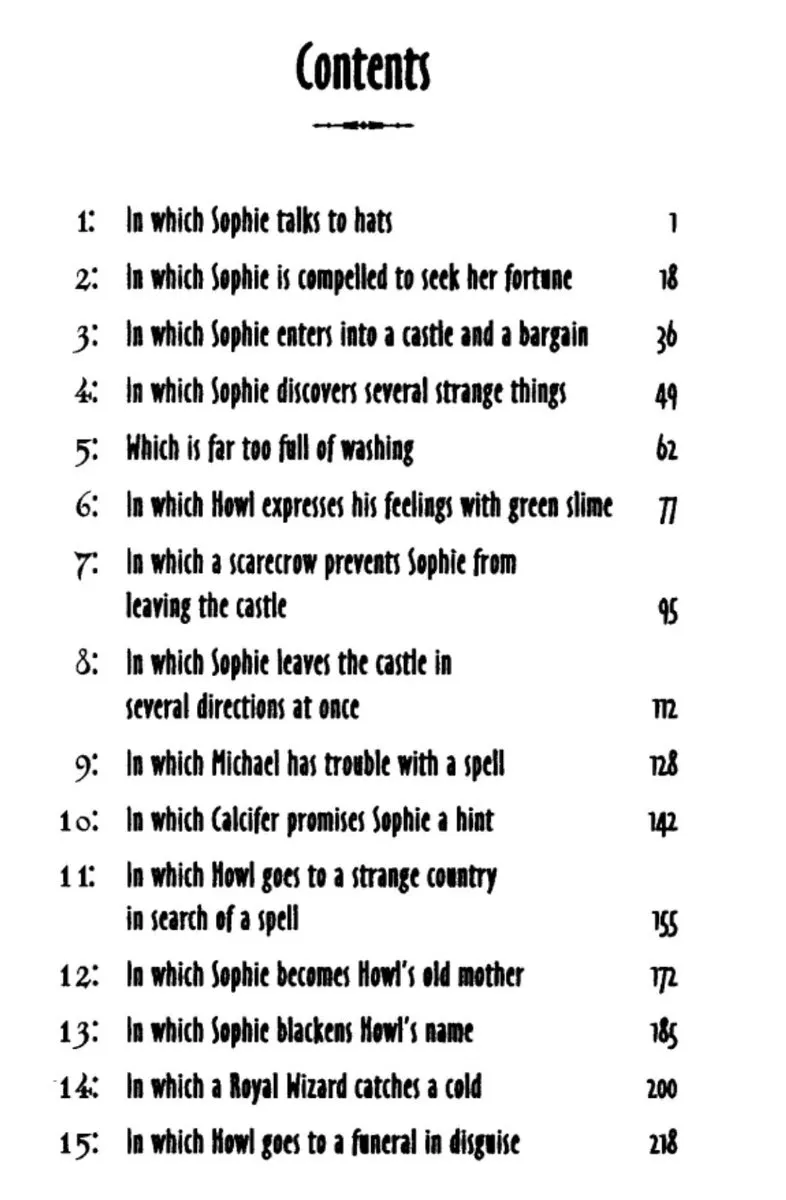 Contents
1: In which Sophie talks to hats 1
2: In which Sophie is compelled to seek her fortune 18
3: In which Sophie enters into a castle and a bargain 36
4: In which Sophie discovers several strange things 49
5: Which is far too full of washing 62
6: In which Howl expresses his feelings with green slime 77
7: In which a scarecrow prevents Sophie from
leaving the castle 95
8: In which Sophie leaves the castle in
several directions at once 112
9: In which Michael has trouble with a spell 128
10: In which Calcifer promises Sophie a hint 142
11: In which Howl goes to a strange country
in search of a spell 155
12: In which Sophie becomes Howl's old mother 172
13: In which Sophie blackens Howl's name 185
14: In which a Royal Wizard catches a cold 200
15: In which Howl goes to a funeral in disguise 218